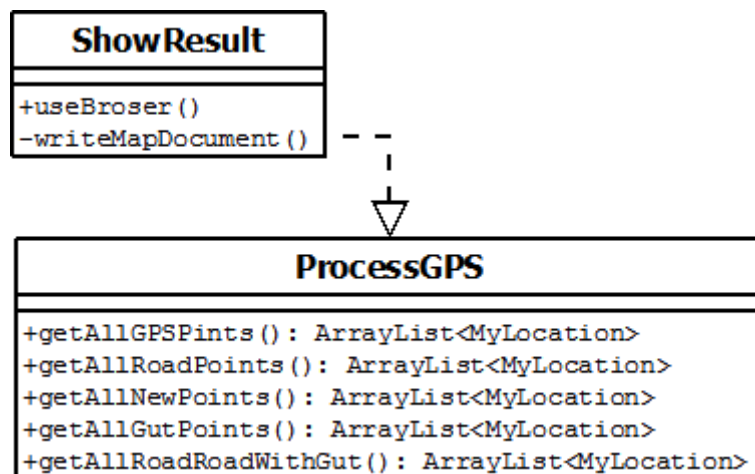 ShowResult
+useBroser()
-writeMapDocument()
ProcessGPS
+getAllGPSPints(): ArrayList<MyLocation>
+getAllRoadPoints(): ArrayList<MyLocation>
+getAllNewPoints(): ArrayList<MyLocation>
+getAllGutPoints(): ArrayList<MyLocation>
+getAllRoadRoadWithGut(): ArrayList<MyLocation>